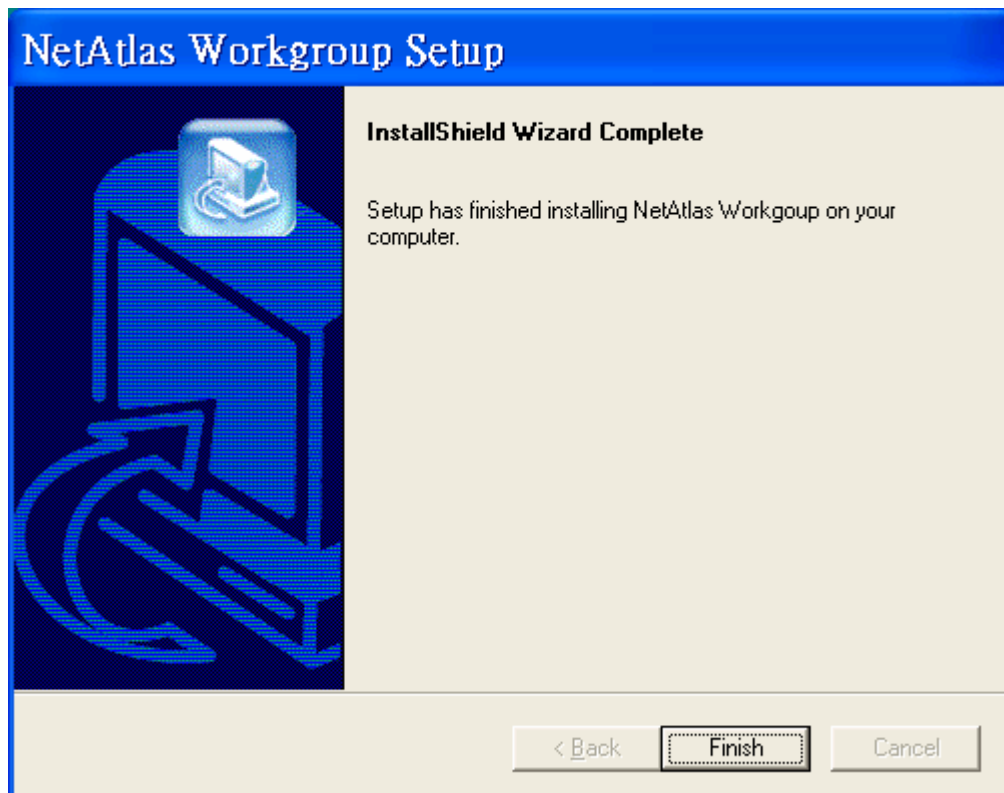 NetAtlas Workgroup Setup
InstallShield Wizard Complete
Setup has finished installing NetAtlas Workgoup on your
computer.
< Back
Finish
Cancel